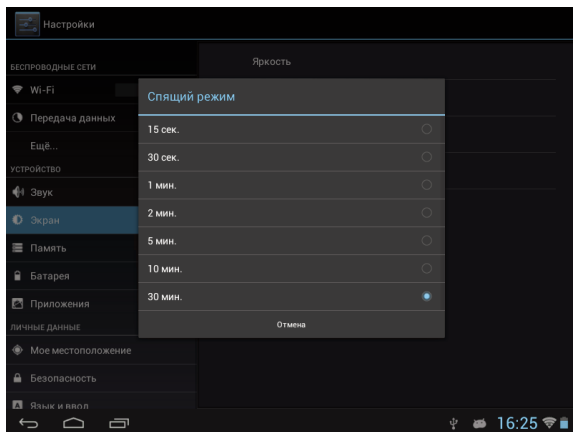 Настройки
БЕСПРОВОДНЫЕ СЕТИ
Яркость
Wi-Fi
Передача данных
Ещё...
УСТРОЙСТВО
Звук
Экран
Память
Батарея
Приложения
ЛИЧНЫЕ ДАННЫЕ
Мое местоположение
Безопасность
Язык и ввод
Спящий режим
15 сек.
30 сек.
1 мин.
2 мин.
5 мин.
10 мин.
30 мин.
Отмена
16:25